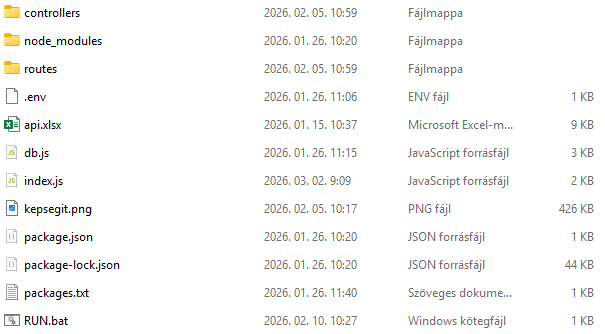 controllers 2026. 02. 05. 10:59 Fájlmappa
node_modules 2026. 01. 26. 10:20 Fájlmappa
routes 2026. 02. 05. 10:59 Fájlmappa
.env 2026. 01. 26. 11:06 ENV fájl 1 KB
api.xlsx 2026. 01. 15. 10:37 Microsoft Excel-m... 9 KB
db.js 2026. 01. 26. 11:15 JavaScript forrásfájl 3 KB
index.js 2026. 03. 02. 9:09 JavaScript forrásfájl 2 KB
kepsegit.png 2026. 02. 05. 10:17 PNG fájl 426 KB
package.json 2026. 01. 26. 10:20 JSON forrásfájl 1 KB
package-lock.json 2026. 01. 26. 10:20 JSON forrásfájl 44 KB
packages.txt 2026. 01. 26. 11:40 Szöveges dokume... 1 KB
RUN.bat 2026. 02. 10. 10:27 Windows kötegfájl 1 KB